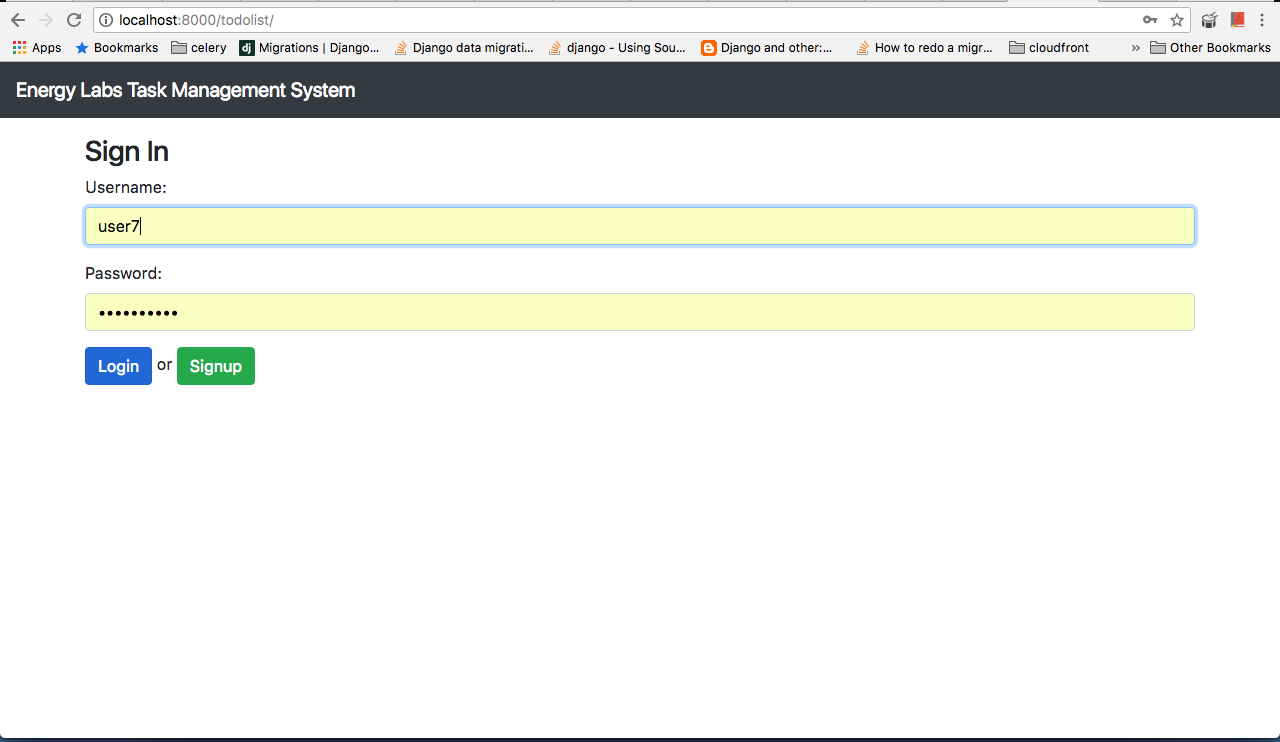 localhost:8000/todolist/
Apps Bookmarks celery Migrations | Django... Django data migrati... django - Using Sou... Django and other:... How to redo a migr... cloudfront » Other Bookmarks
Energy Labs Task Management System
Sign In
Username:
user7
Password:
••••••••••
Login or Signup